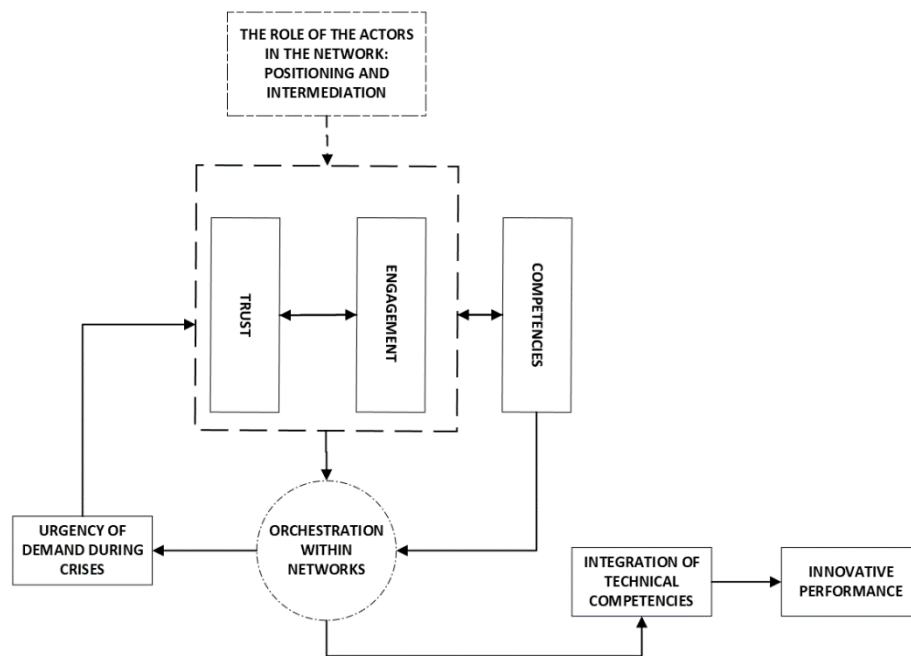 THE ROLE OF THE ACTORS
IN THE NETWORK:
POSITIONING AND
INTERMEDIATION
TRUST
ENGAGEMENT
COMPETENCIES
URGENCY OF
DEMAND DURING
CRISES
ORCHESTRATION
WITHIN
NETWORKS
INTEGRATION OF
TECHNICAL
COMPETENCIES
INNOVATIVE
PERFORMANCE